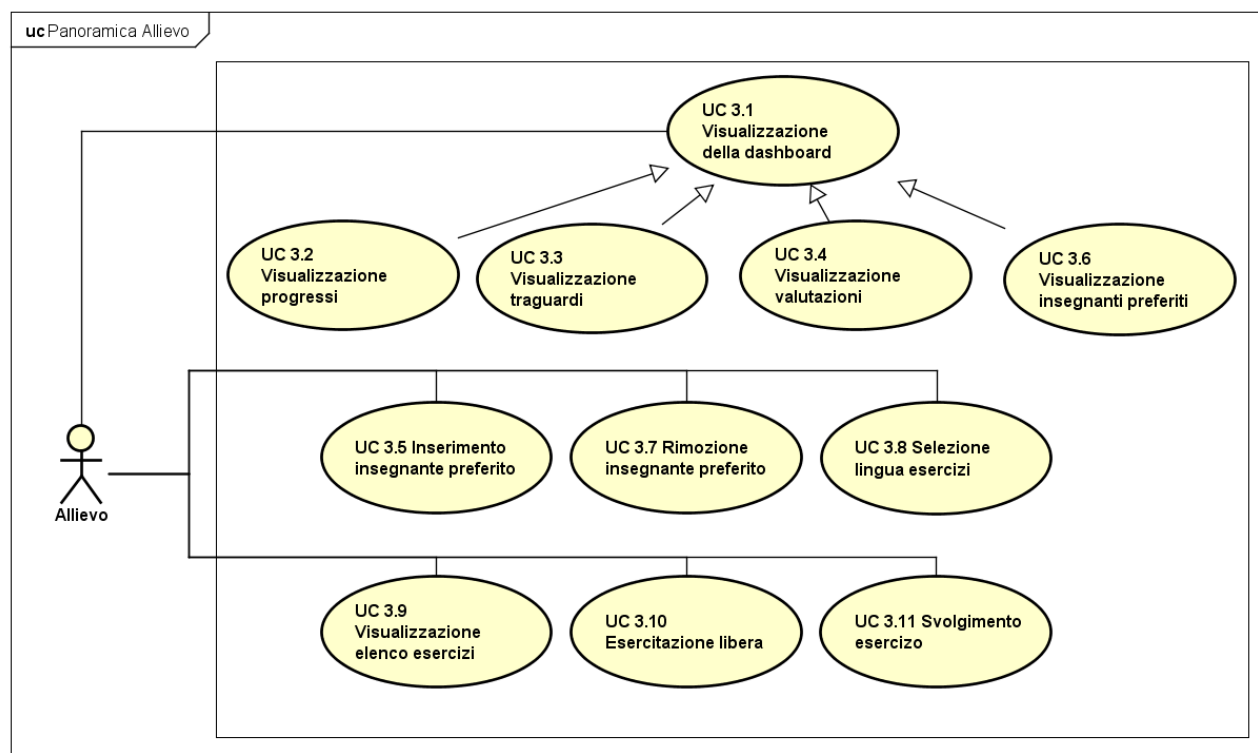 uc Panoramica Allievo
UC 3.1
Visualizzazione
della dashboard
UC 3.2
Visualizzazione
progressi
UC 3.3
Visualizzazione
traguardi
UC 3.4
Visualizzazione
valutazioni
UC 3.6
Visualizzazione
insegnanti preferiti
UC 3.5 Inserimento
insegnante preferito
UC 3.7 Rimozione
insegnante preferito
UC 3.8 Selezione
lingua esercizi
Allievo
UC 3.9
Visualizzazione
elenco esercizi
UC 3.10
Esercitazione libera
UC 3.11 Svolgimento
esercizo